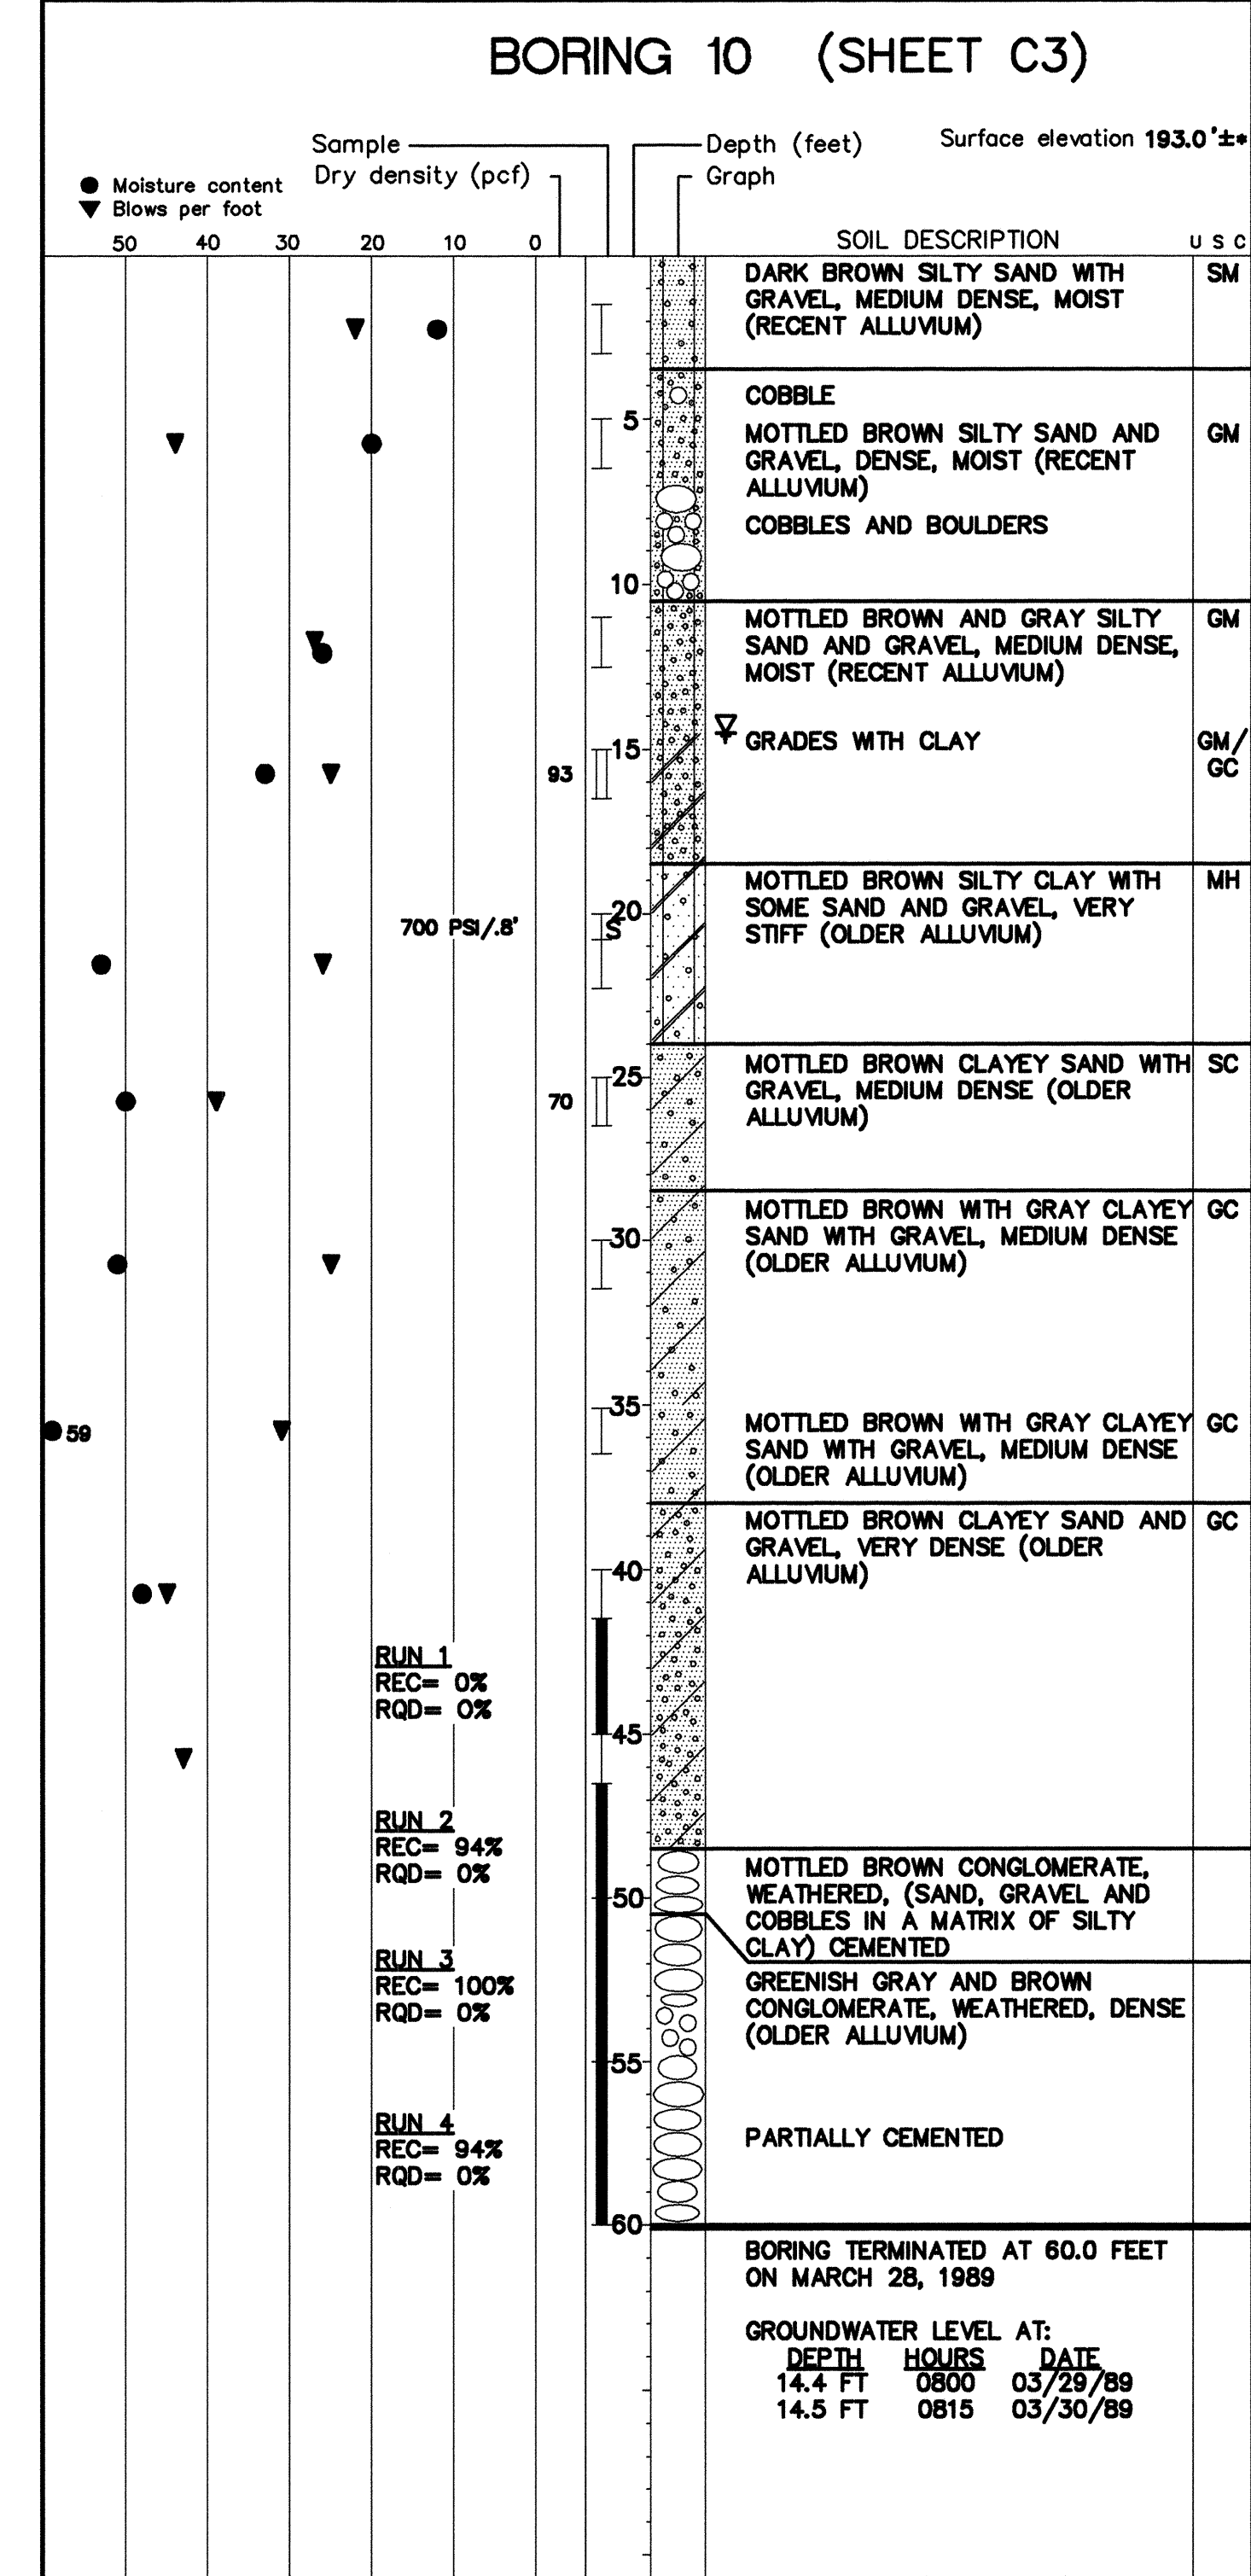 BORING 10 (SHEET C3)
Sample
Depth (feet)
Surface elevation 193.0'±*
Dry density (pcf)
Graph
Moisture content
Blows per foot
50 40 30 20 10 0
SOIL DESCRIPTION
U S C
DARK BROWN SILTY SAND WITH
GRAVEL, MEDIUM DENSE, MOIST
(RECENT ALLUVIUM)
SM
COBBLE
5
MOTTLED BROWN SILTY SAND AND
GRAVEL, DENSE, MOIST (RECENT
ALLUVIUM)
GM
COBBLES AND BOULDERS
10
MOTTLED BROWN AND GRAY SILTY
SAND AND GRAVEL, MEDIUM DENSE,
MOIST (RECENT ALLUVIUM)
GM
15
GRADES WITH CLAY
GM/
GC
93
MOTTLED BROWN SILTY CLAY WITH
SOME SAND AND GRAVEL, VERY
STIFF (OLDER ALLUVIUM)
MH
20
700 PSI/.8'
S
MOTTLED BROWN CLAYEY SAND WITH
GRAVEL, MEDIUM DENSE (OLDER
ALLUVIUM)
SC
25
70
MOTTLED BROWN WITH GRAY CLAYEY
SAND WITH GRAVEL, MEDIUM DENSE
(OLDER ALLUVIUM)
GC
30
35
59
MOTTLED BROWN WITH GRAY CLAYEY
SAND WITH GRAVEL, MEDIUM DENSE
(OLDER ALLUVIUM)
GC
MOTTLED BROWN CLAYEY SAND AND
GRAVEL, VERY DENSE (OLDER
ALLUVIUM)
GC
40
RUN 1
REC= 0%
RQD= 0%
45
RUN 2
REC= 94%
RQD= 0%
MOTTLED BROWN CONGLOMERATE,
WEATHERED, (SAND, GRAVEL AND
COBBLES IN A MATRIX OF SILTY
CLAY) CEMENTED
50
RUN 3
REC= 100%
RQD= 0%
GREENISH GRAY AND BROWN
CONGLOMERATE, WEATHERED, DENSE
(OLDER ALLUVIUM)
55
RUN 4
REC= 94%
RQD= 0%
PARTIALLY CEMENTED
60
BORING TERMINATED AT 60.0 FEET
ON MARCH 28, 1989
GROUNDWATER LEVEL AT:
DEPTH HOURS DATE
14.4 FT 0800 03/29/89
14.5 FT 0815 03/30/89